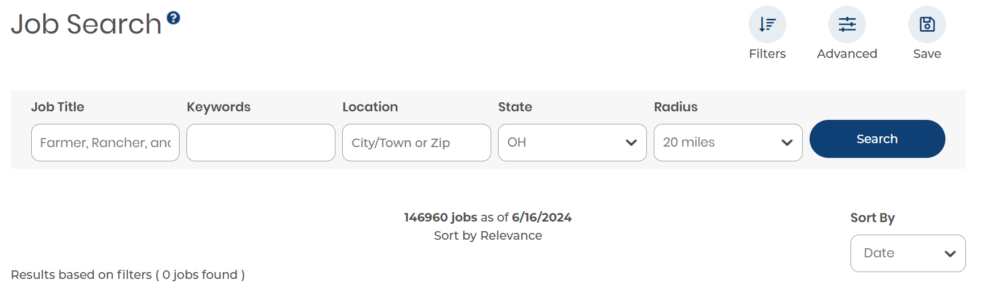 Job Search ?
Filters Advanced Save
Job Title Keywords Location State Radius
Farmer, Rancher, and City/Town or Zip OH 20 miles Search
146960 jobs as of 6/16/2024
Sort by Relevance
Sort By
Date
Results based on filters ( 0 jobs found )